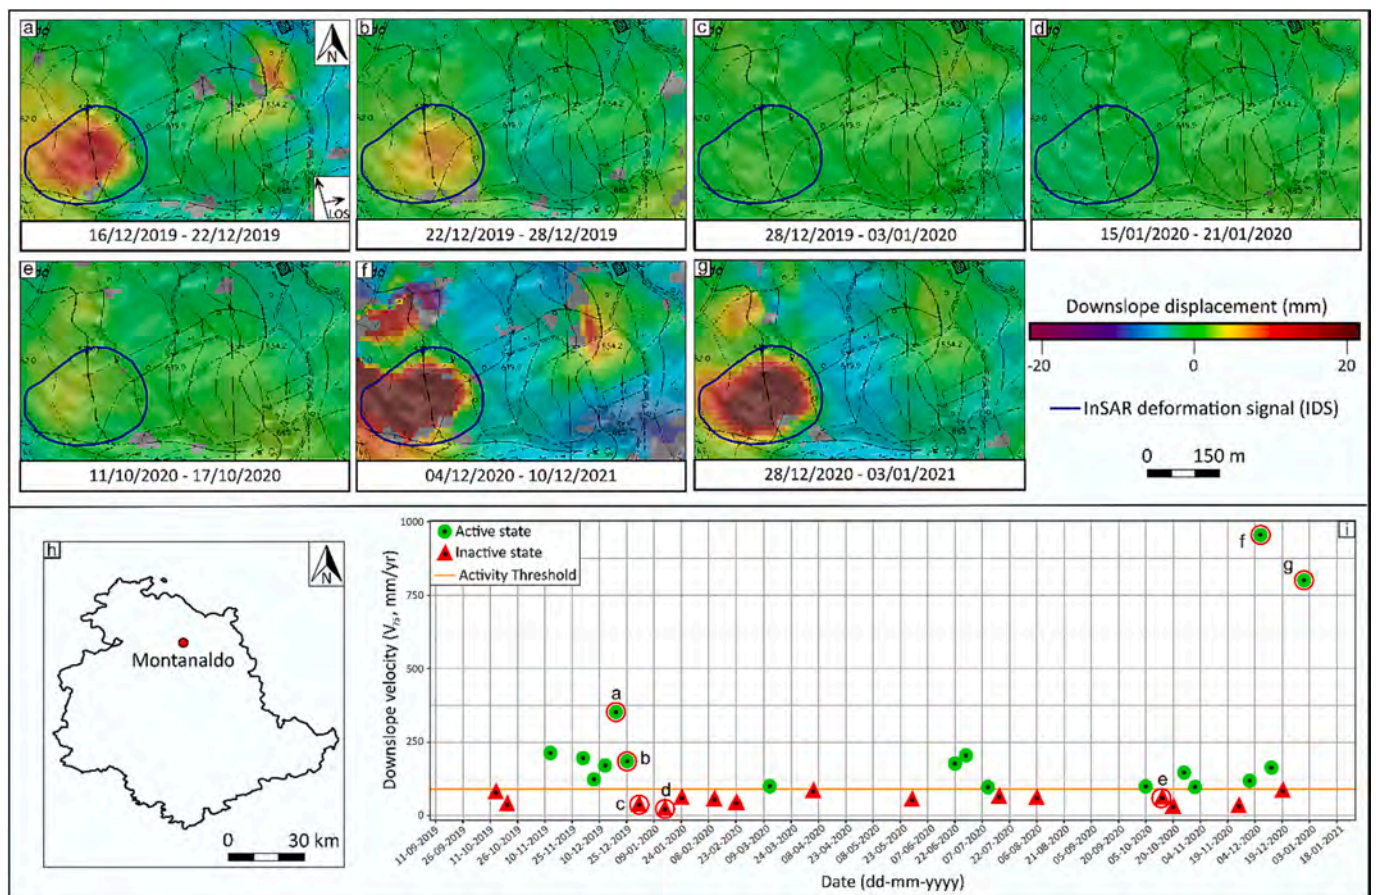 a
N
LOS
16/12/2019 - 22/12/2019
b
22/12/2019 - 28/12/2019
c
28/12/2019 - 03/01/2020
d
15/01/2020 - 21/01/2020
e
11/10/2020 - 17/10/2020
f
04/12/2020 - 10/12/2021
g
28/12/2020 - 03/01/2021
Downslope displacement (mm)
-20 0 20
InSAR deformation signal (IDS)
0 150 m
h
N
Montanaldo
0 30 km
i
Active state
Inactive state
Activity Threshold
Downslope velocity (V, mm/yr)
1000
750
500
250
0
a
b
c
d
e
f
g
11-09-2019
26-09-2019
11-10-2019
26-10-2019
10-11-2019
25-11-2019
10-12-2019
25-12-2019
09-01-2020
24-01-2020
08-02-2020
23-02-2020
09-03-2020
24-03-2020
08-04-2020
23-04-2020
08-05-2020
23-05-2020
07-06-2020
22-06-2020
07-07-2020
22-07-2020
06-08-2020
21-08-2020
05-09-2020
20-09-2020
05-10-2020
20-10-2020
04-11-2020
19-11-2020
04-12-2020
19-12-2020
03-01-2021
18-01-2021
Date (dd-mm-yyyy)